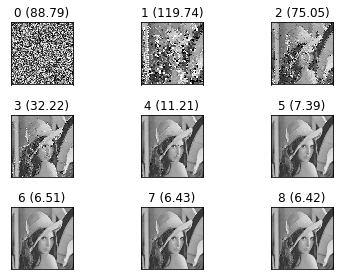 0 (88.79) 1 (119.74) 2 (75.05)
3 (32.22) 4 (11.21) 5 (7.39)
6 (6.51) 7 (6.43) 8 (6.42)